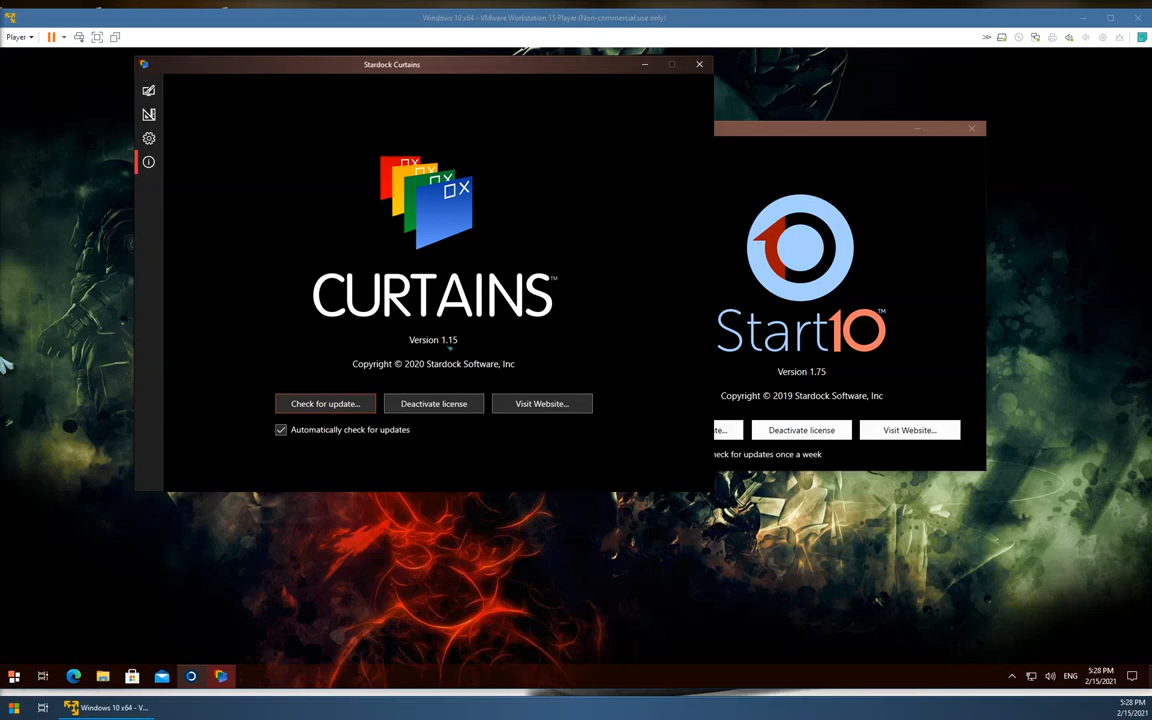 Windows 10 x64 - VMware Workstation 15 Player (Non-commercial use only)
Player
Stardock Curtains
CURTAINS™
Version 1.15
Copyright © 2020 Stardock Software, Inc
Check for update...
Deactivate license
Visit Website...
Automatically check for updates
Start10™
Version 1.75
Copyright © 2019 Stardock Software, Inc
te...
Deactivate license
Visit Website...
heck for updates once a week
ENG
5:28 PM
2/15/2021
Windows 10 x64 - V...
5:28 PM
2/15/2021